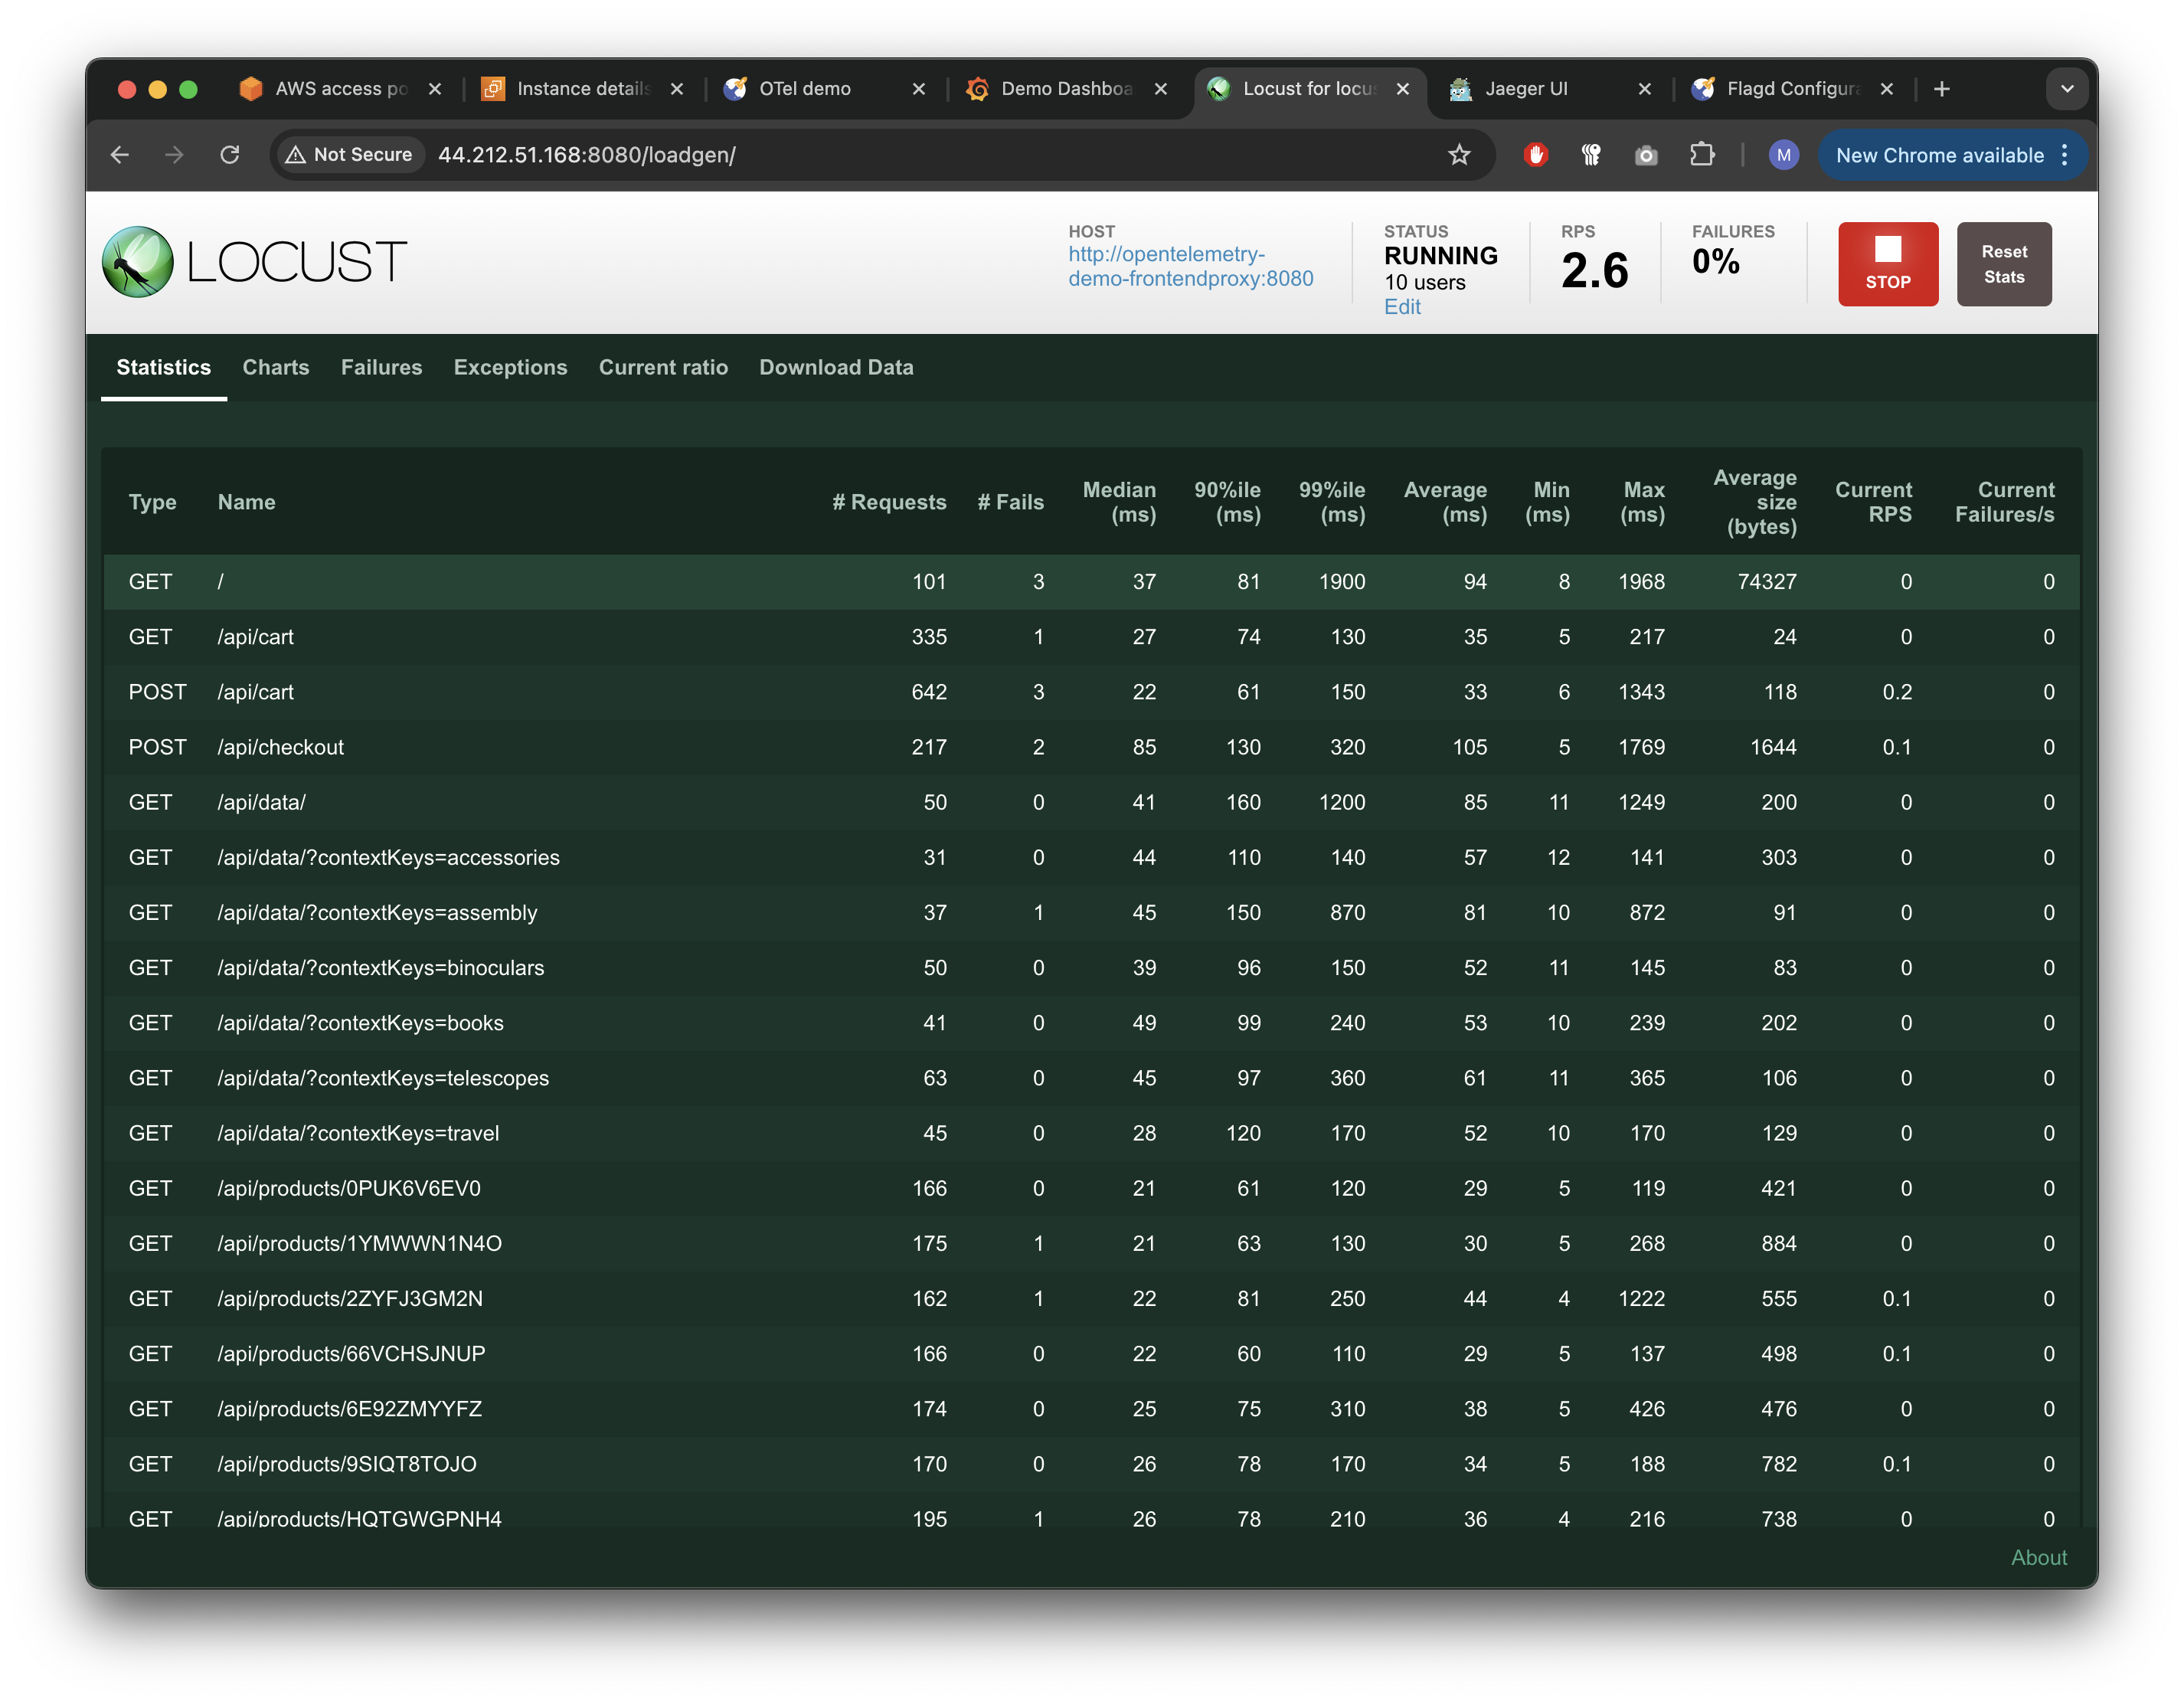 AWS access po
Instance details
OTel demo
Demo Dashboa
Locust for locus
Jaeger UI
Flagd Configura
Not Secure 44.212.51.168:8080/loadgen/ M New Chrome available
LOCUST
HOST
http://opentelemetry-
demo-frontendproxy:8080
STATUS
RUNNING
10 users
Edit
RPS
2.6
FAILURES
0%
STOP
Reset
Stats
Statistics Charts Failures Exceptions Current ratio Download Data
Type Name # Requests # Fails Median (ms) 90%ile (ms) 99%ile (ms) Average (ms) Min (ms) Max (ms) Average size (bytes) Current RPS Current Failures/s
GET / 101 3 37 81 1900 94 8 1968 74327 0 0
GET /api/cart 335 1 27 74 130 35 5 217 24 0 0
POST /api/cart 642 3 22 61 150 33 6 1343 118 0.2 0
POST /api/checkout 217 2 85 130 320 105 5 1769 1644 0.1 0
GET /api/data/ 50 0 41 160 1200 85 11 1249 200 0 0
GET /api/data/?contextKeys=accessories 31 0 44 110 140 57 12 141 303 0 0
GET /api/data/?contextKeys=assembly 37 1 45 150 870 81 10 872 91 0 0
GET /api/data/?contextKeys=binoculars 50 0 39 96 150 52 11 145 83 0 0
GET /api/data/?contextKeys=books 41 0 49 99 240 53 10 239 202 0 0
GET /api/data/?contextKeys=telescopes 63 0 45 97 360 61 11 365 106 0 0
GET /api/data/?contextKeys=travel 45 0 28 120 170 52 10 170 129 0 0
GET /api/products/0PUK6V6EV0 166 0 21 61 120 29 5 119 421 0 0
GET /api/products/1YMWWN1N4O 175 1 21 63 130 30 5 268 884 0 0
GET /api/products/2ZYFJ3GM2N 162 1 22 81 250 44 4 1222 555 0.1 0
GET /api/products/66VCHSJNUP 166 0 22 60 110 29 5 137 498 0.1 0
GET /api/products/6E92ZMYYFZ 174 0 25 75 310 38 5 426 476 0 0
GET /api/products/9SIQT8TOJO 170 0 26 78 170 34 5 188 782 0.1 0
GET /api/products/HQTGWGPNH4 195 1 26 78 210 36 4 216 738 0 0
About